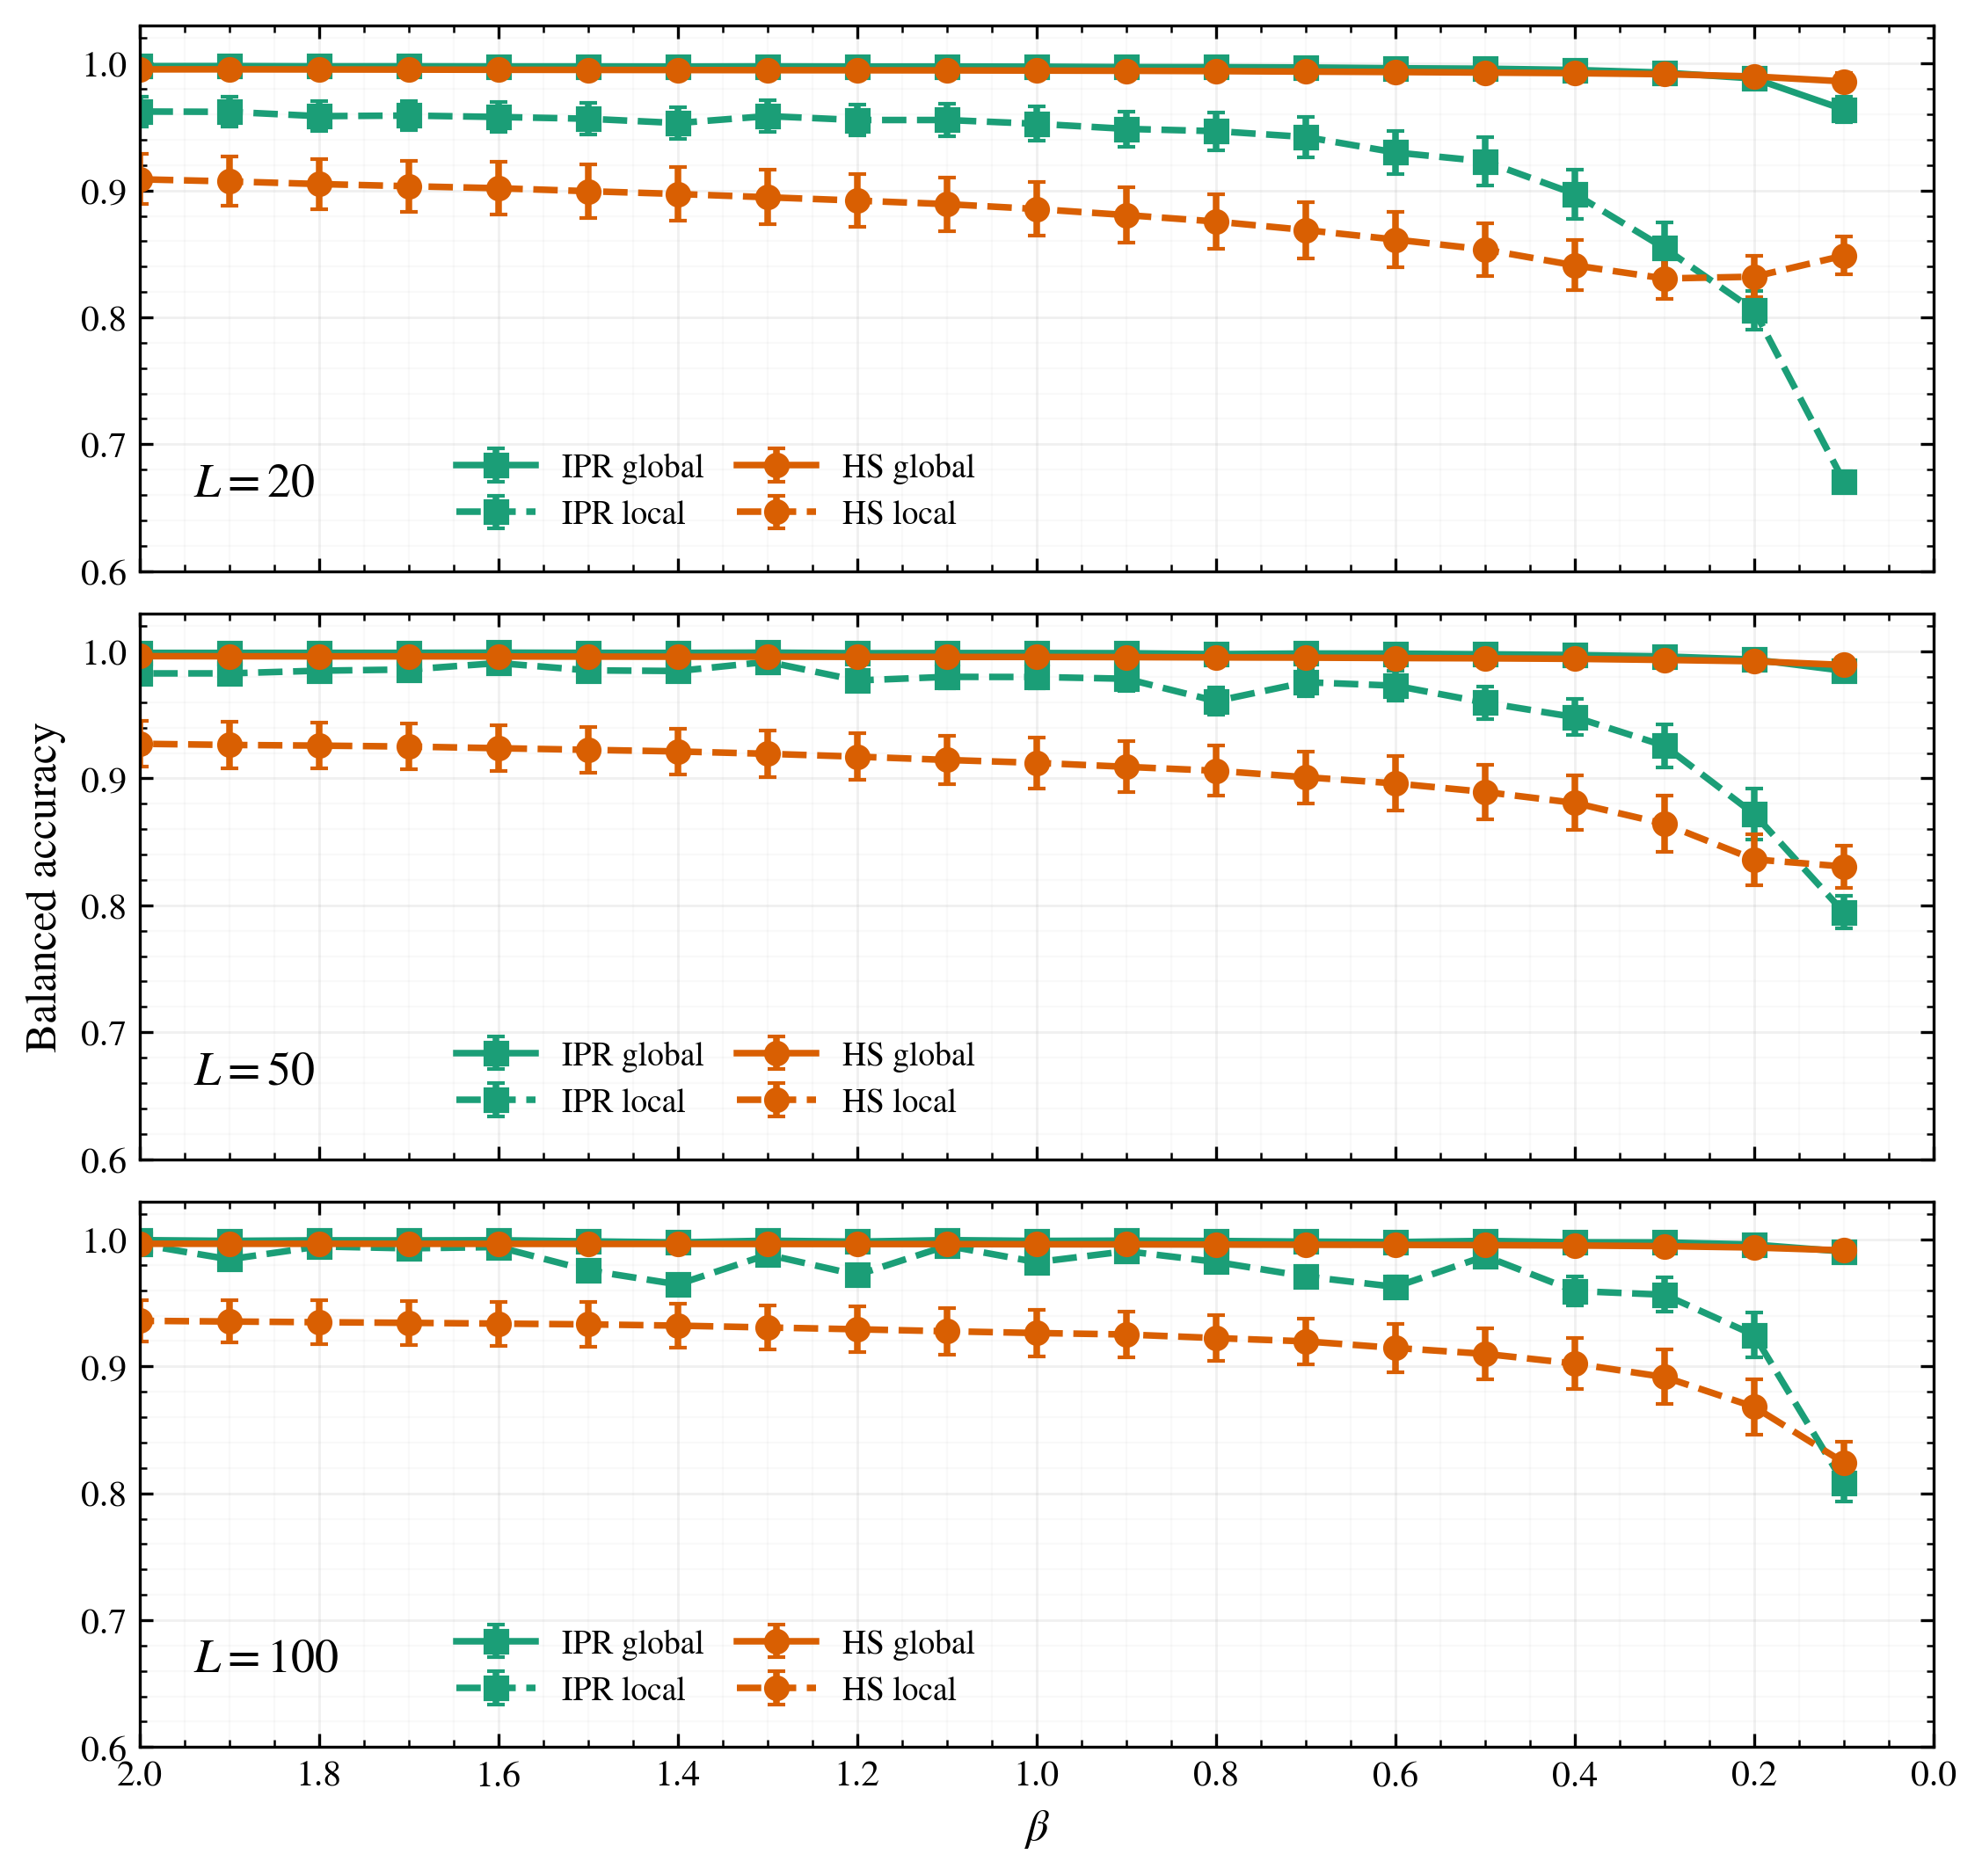 1.0
0.9
0.8
0.7
0.6
L = 20
IPR global
HS global
IPR local
HS local
Balanced accuracy
1.0
0.9
0.8
0.7
0.6
L = 50
IPR global
HS global
IPR local
HS local
1.0
0.9
0.8
0.7
0.6
L = 100
IPR global
HS global
IPR local
HS local
2.0 1.8 1.6 1.4 1.2 1.0 0.8 0.6 0.4 0.2 0.0
β